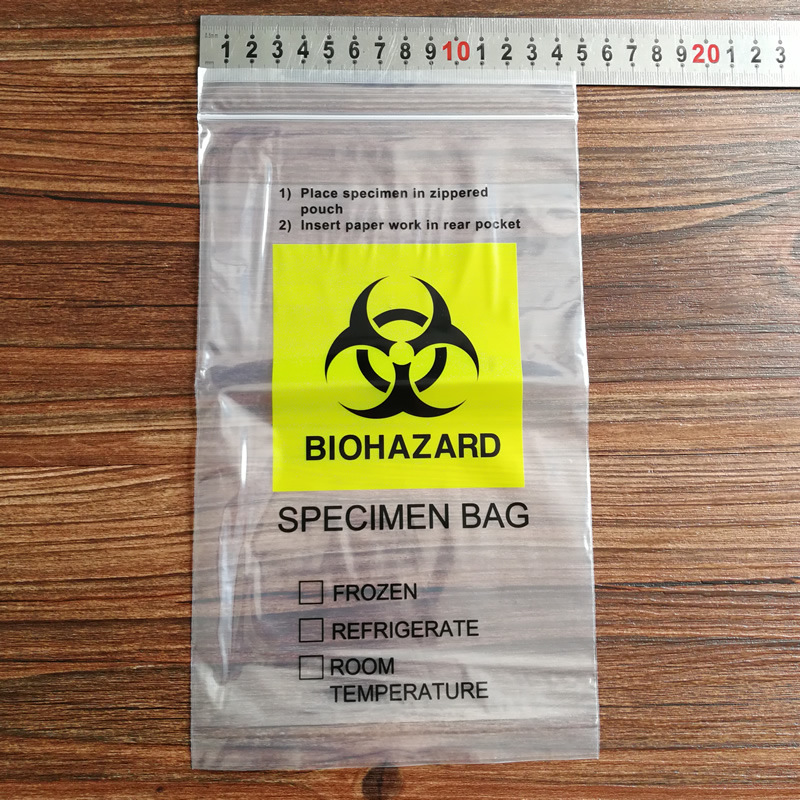 1 2 3 4 5 6 7 8 9 10 1 2 3 4 5 6 7 8 9 20 1 2 3
1) Place specimen in zippered
pouch
2) Insert paper work in rear pocket
BIOHAZARD
SPECIMEN BAG
FROZEN
REFRIGERATE
ROOM
TEMPERATURE